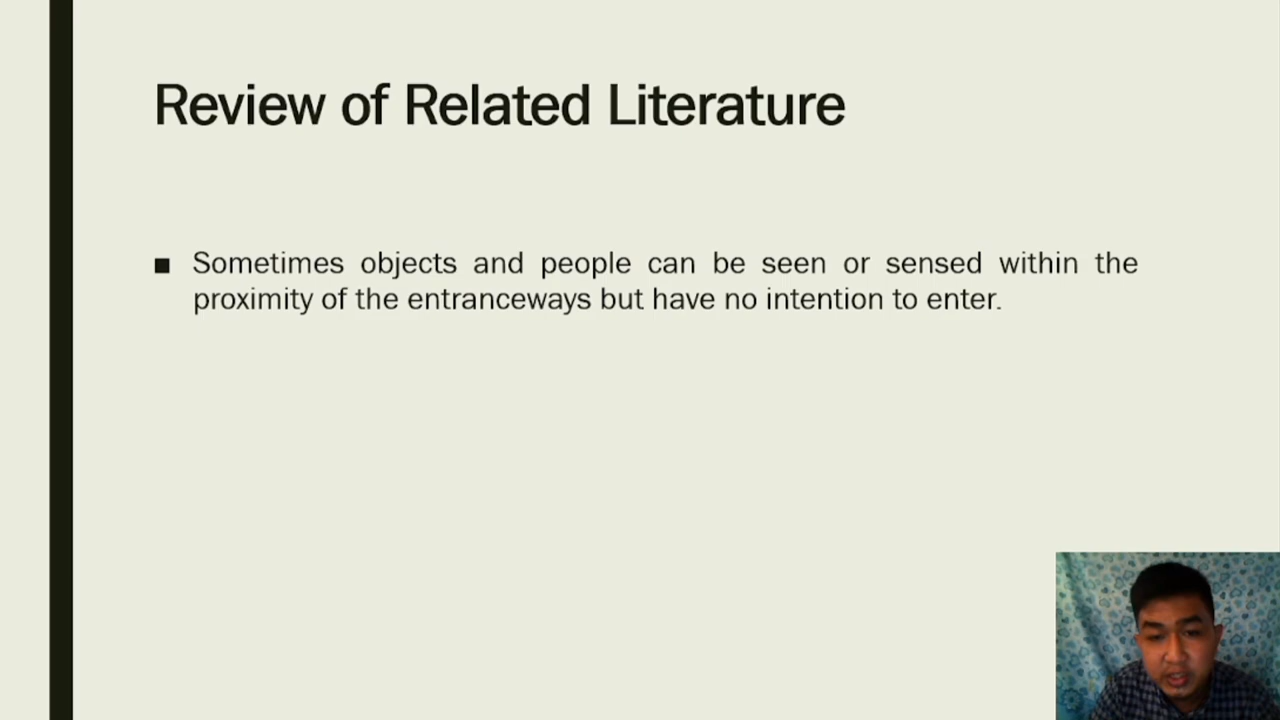 Review of Related Literature
■ Sometimes objects and people can be seen or sensed within the
proximity of the entranceways but have no intention to enter.